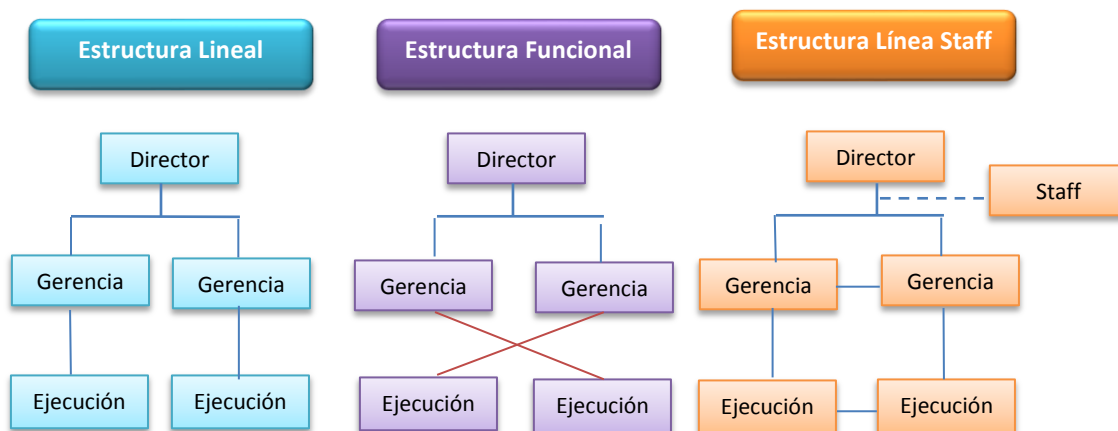 Estructura Lineal
Estructura Funcional
Estructura Línea Staff
Director
Director
Director
Staff
Gerencia
Gerencia
Gerencia
Gerencia
Gerencia
Gerencia
Ejecución
Ejecución
Ejecución
Ejecución
Ejecución
Ejecución